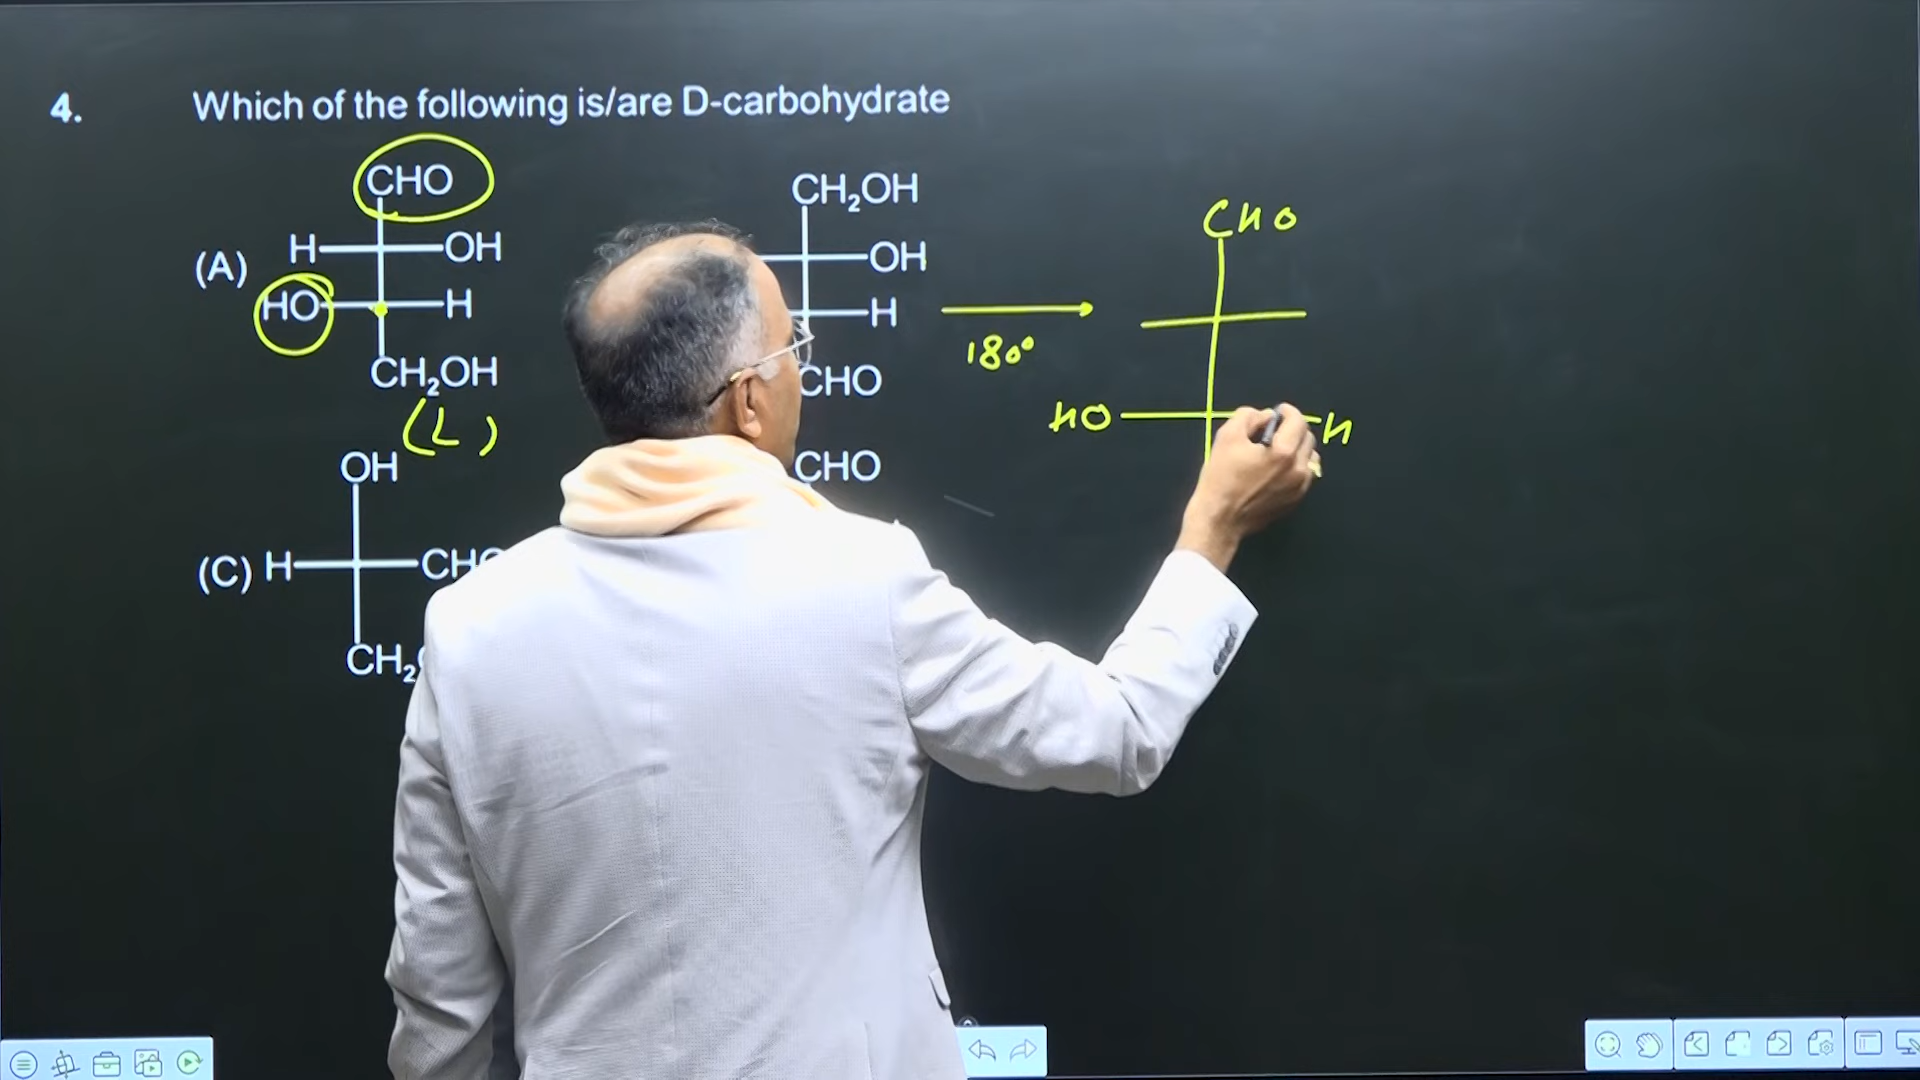 4. Which of the following is/are D-carbohydrate
(A)
CHO
H OH
HO H
CH₂OH
(L)
CH₂OH
OH
H
CHO
180°
CHO
HO H
(C)
OH
H
CH₂
CHO